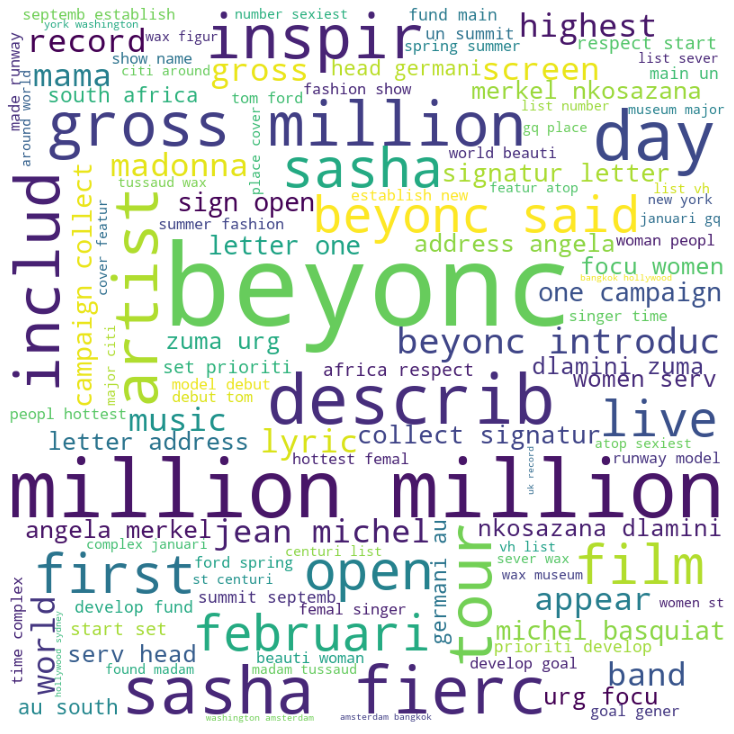 septemb establish
number sexiest
fund main
un summit
highest
respect start
york washington
wax figur
inspir
spring summer
list sever
record
show name
gross
head germani
screen
main un
made runway
mama
citi around
fashion show
merkel nkosazana
south africa
tom ford
list number
museum major
around world
gross million
place cover
gq place
day
world beauti
madonna
sasha
signatur letter
featur atop
list vh
tussaud wax
establish new
new york
includ
campaign collect
cover featur
artist
sign open
beyonc said
januari gq
summer fashion
letter one
address angela
woman peopl
beyonc
focu women
bangkok hollywood
one campaign
major citi
singer time
zuma urg
beyonc introduc
set prioriti
africa respect
dlamini zuma
model debut
describ
women serv
debut tom
peopl hottest
music
live
letter address
lyric
collect signatur
atop sexiest
hottest femal
uk record
runway model
million million
angela merkel
jean michel
nkosazana dlamini
complex januari
centuri list
germani au
first
ford spring
open
tour
vh list
film
st centuri
sever wax
wax museum
time complex
world
hollywood sydney
develop fund
summit septemb
appear
women st
start set
femal singer
februari
michel basquiat
serv head
beauti woman
prioriti develop
found madam
madam tussaud
develop goal
band
au south
sasha fierc
urg focu
goal gener
washington amsterdam
amsterdam bangkok